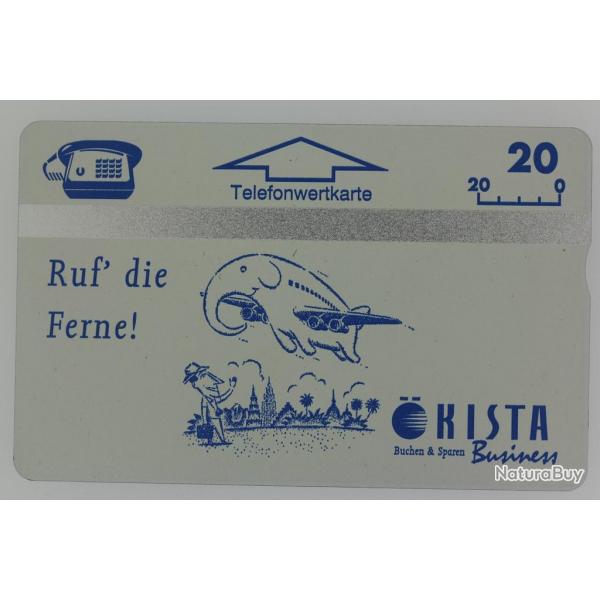 20
Telefonwertkarte
20 0
Ruf' die
Ferne!
ÖKISTA
Buchen & Sparen Business
NaturaBuy